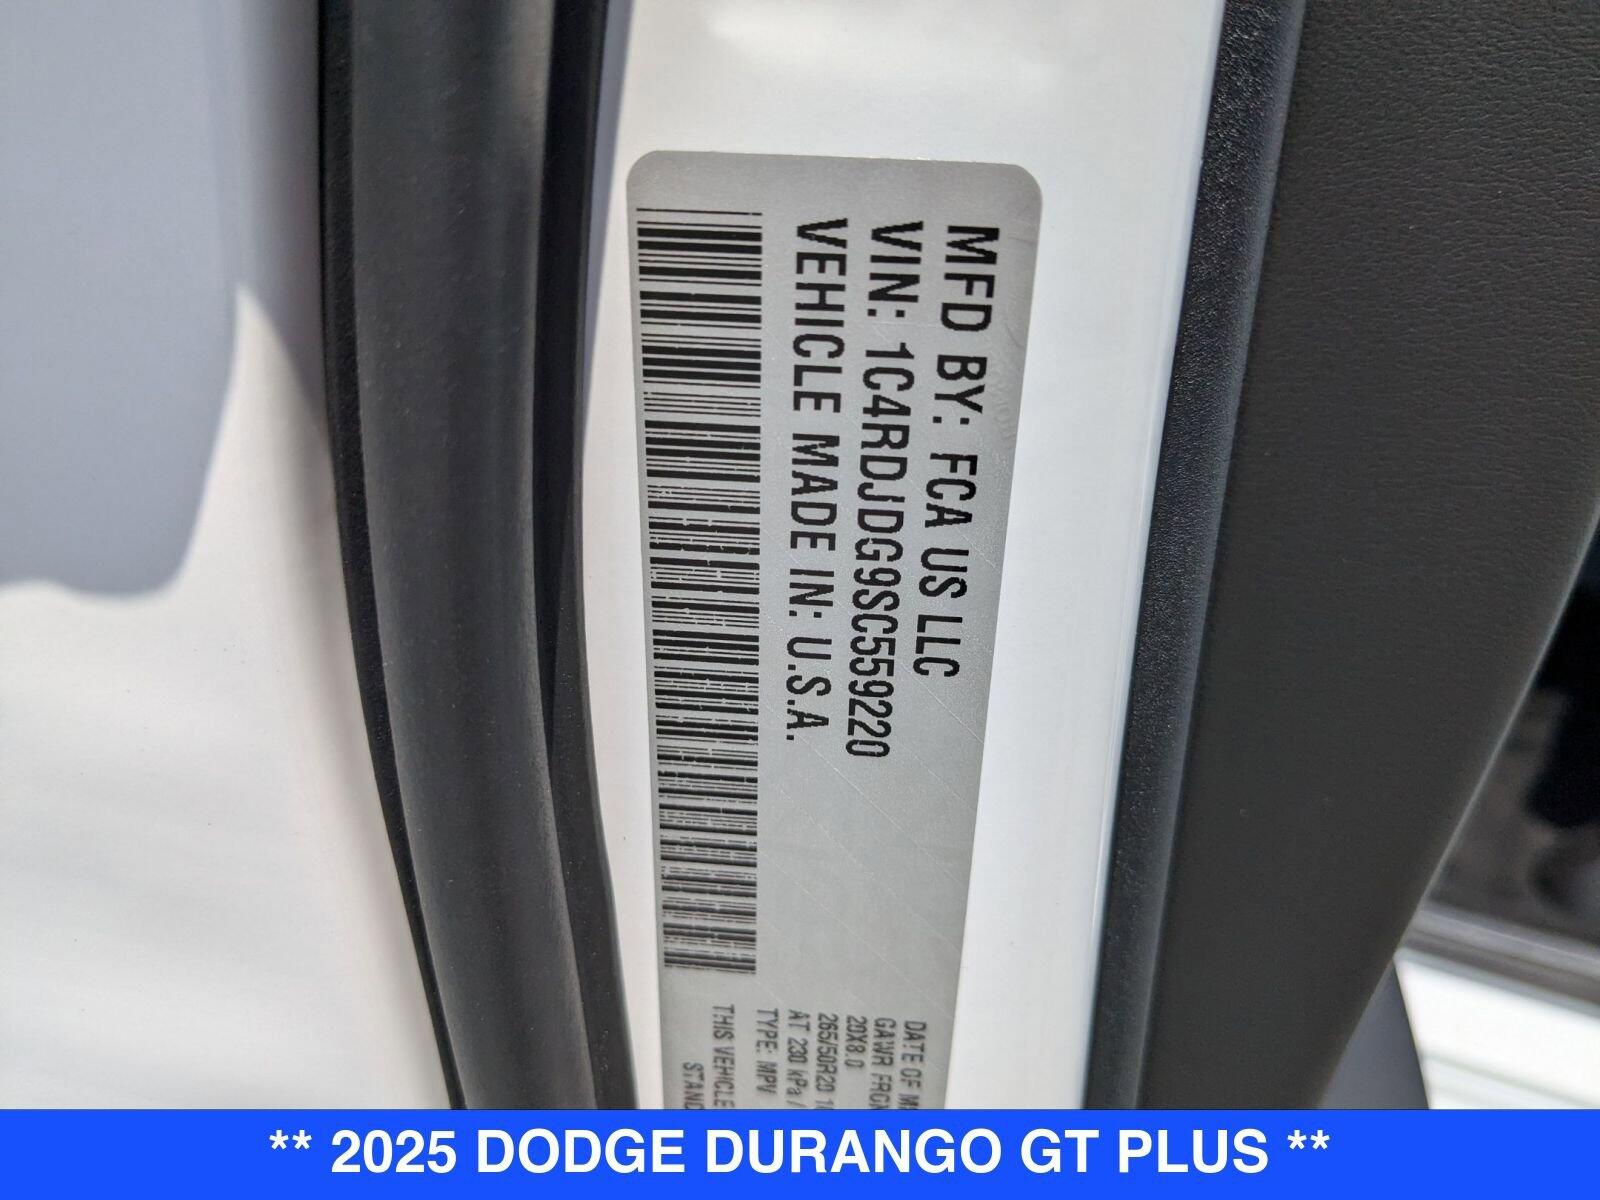 MFD BY: FCA US LLC
VIN: 1C4RDJDG9SC559220
VEHICLE MADE IN: U.S.A.
DATE OF
GAWR
20X8.0
265/50R20
AT 230 kPa /
TYPE: MPV
THIS VEHICLE
** 2025 DODGE DURANGO GT PLUS **